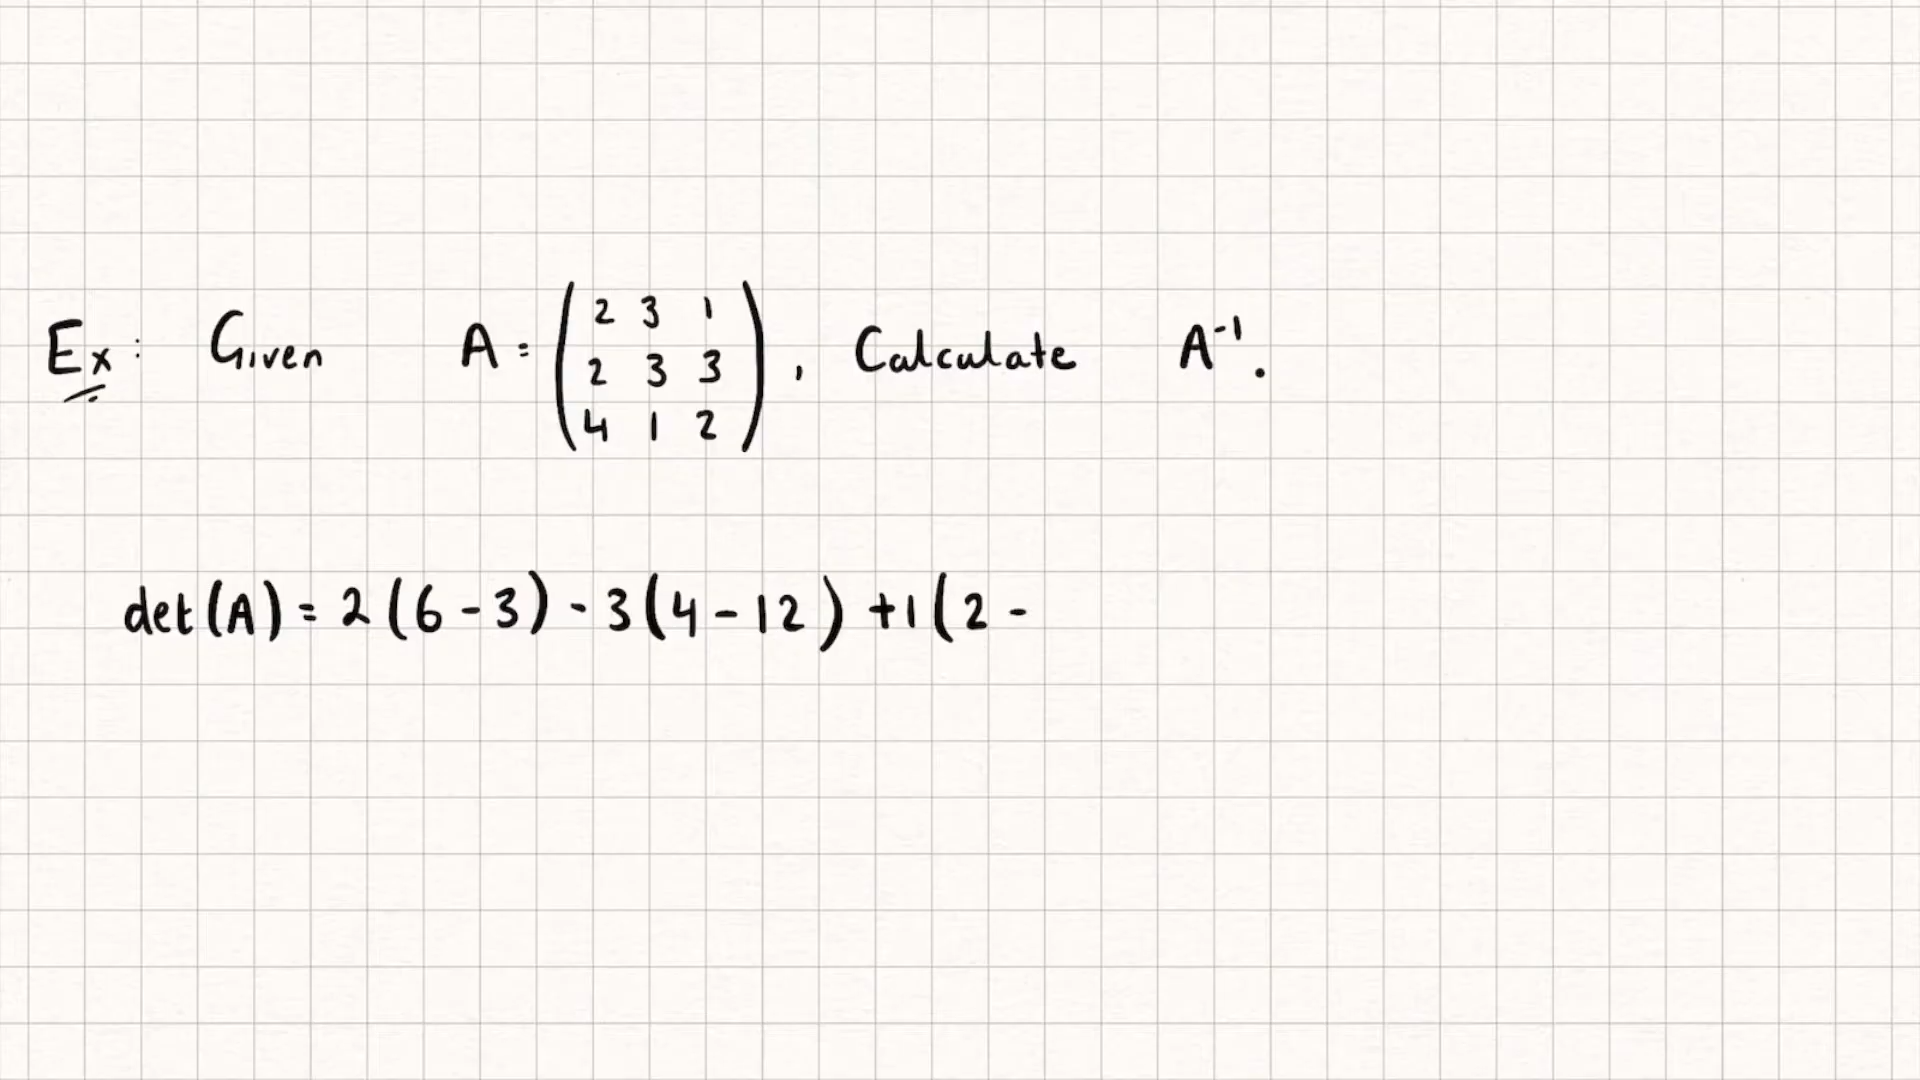 Ex: Given A = (2 3 1
2 3 3
4 1 2), Calculate A⁻¹.
det(A) = 2(6-3) - 3(4-12) +1(2-